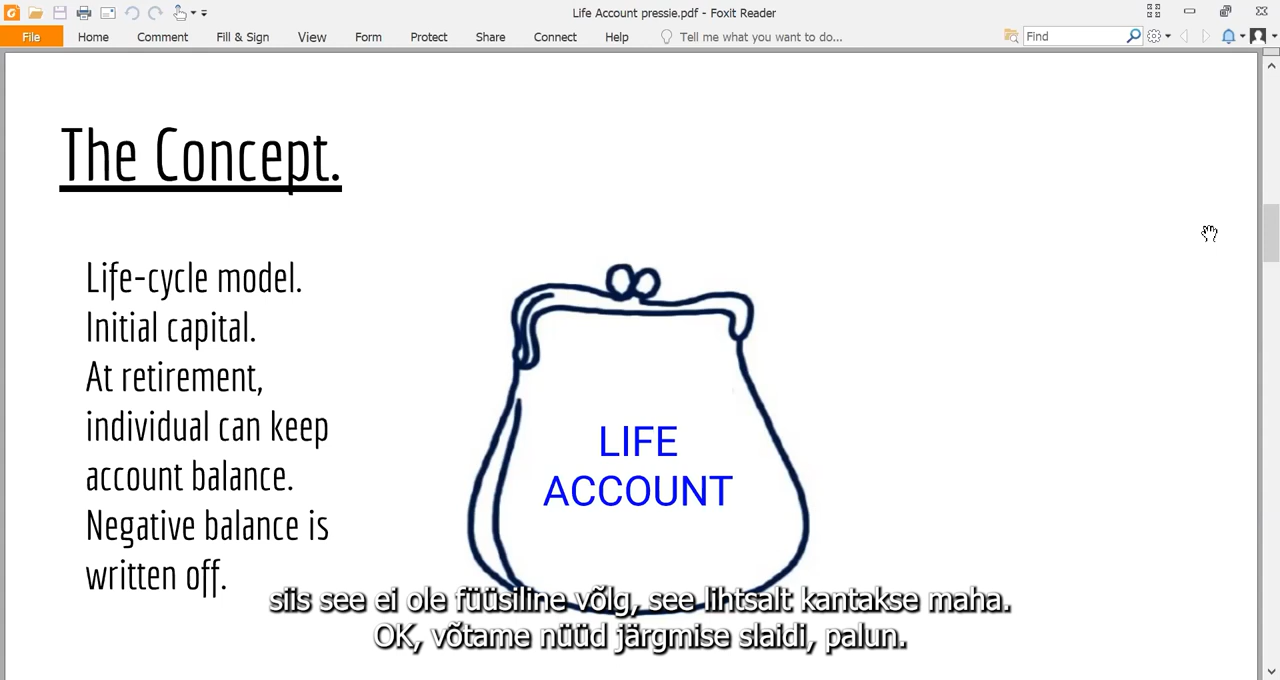 Life Account pressie.pdf - Foxit Reader
File Home Comment Fill & Sign View Form Protect Share Connect Help Tell me what you want to do... Find
The Concept.
Life-cycle model.
Initial capital.
At retirement,
individual can keep
account balance.
Negative balance is
written off.
LIFE
ACCOUNT
siis see ei ole füüsiline võlg, see lihtsalt kantakse maha.
OK, võtame nüüd järgmise slaidi, palun.